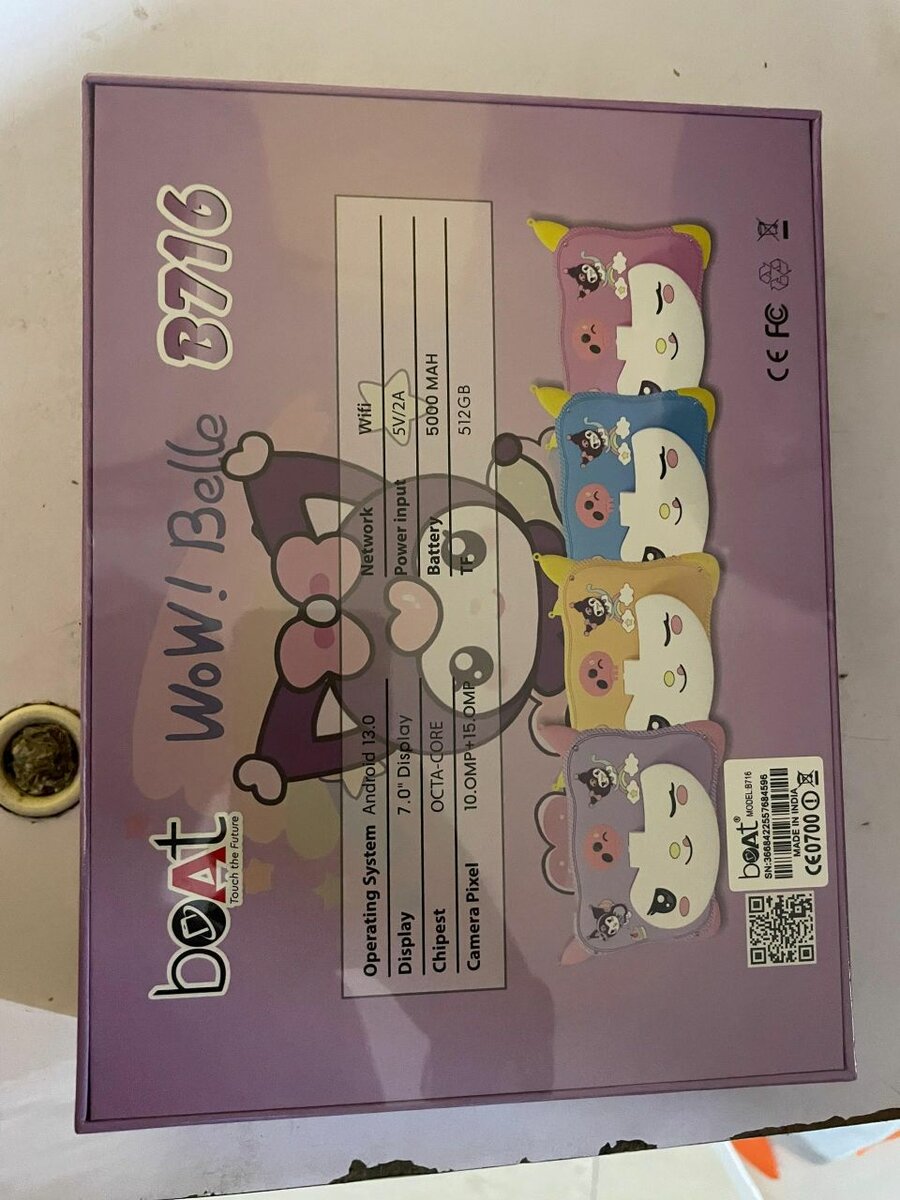 boAt
Touch the Future
WoW! Belle
B716
Operating System Android 13.0 Network Wifi
Display 7.0" Display Power input 5V/2A
Chipest OCTA-CORE Battery 5000 MAH
Camera Pixel 10.0MP+15.0MP TF 512GB
boAt® MODEL:B716
SN:3668422557684596
MADE IN INDIA
CE0700
CE FC